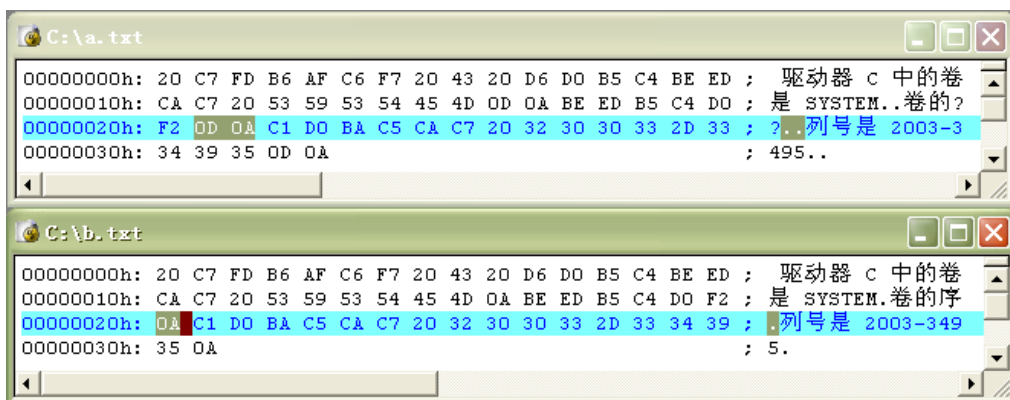 C:\a.txt
00000000h: 20 C7 FD B6 AF C6 F7 20 43 20 D6 D0 B5 C4 BE ED ;  驱动器 C 中的卷
00000010h: CA C7 20 53 59 53 54 45 4D 0D 0A BE ED B5 C4 D0 ; 是 SYSTEM..卷的?
00000020h: F2 0D 0A C1 D0 BA C5 CA C7 20 32 30 30 33 2D 33 ; ?..列号是 2003-3
00000030h: 34 39 35 0D 0A ; 495..
C:\b.txt
00000000h: 20 C7 FD B6 AF C6 F7 20 43 20 D6 D0 B5 C4 BE ED ;  驱动器 C 中的卷
00000010h: CA C7 20 53 59 53 54 45 4D 0A BE ED B5 C4 D0 F2 ; 是 SYSTEM.卷的序
00000020h: 0A C1 D0 BA C5 CA C7 20 32 30 30 33 2D 33 34 39 ; .列号是 2003-349
00000030h: 35 0A ; 5.